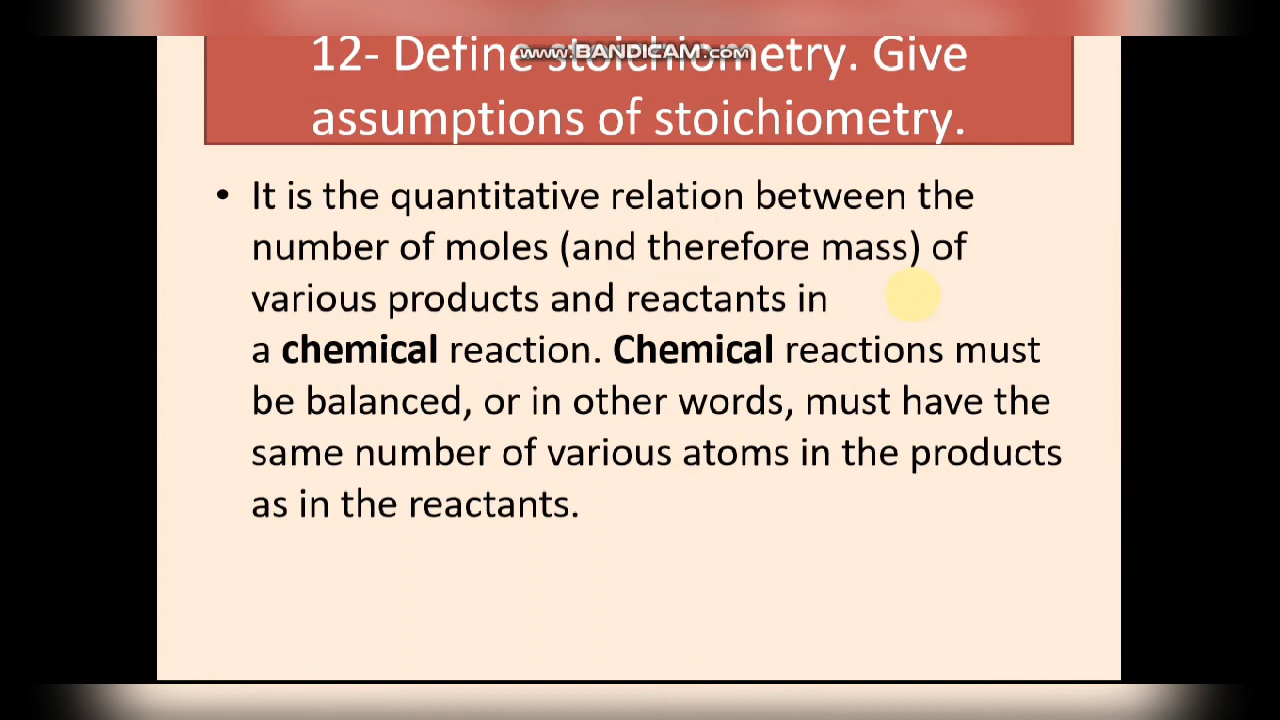 12- Define stoichiometry. Give
www.BANDICAM.com
assumptions of stoichiometry.
• It is the quantitative relation between the
number of moles (and therefore mass) of
various products and reactants in
a chemical reaction. Chemical reactions must
be balanced, or in other words, must have the
same number of various atoms in the products
as in the reactants.